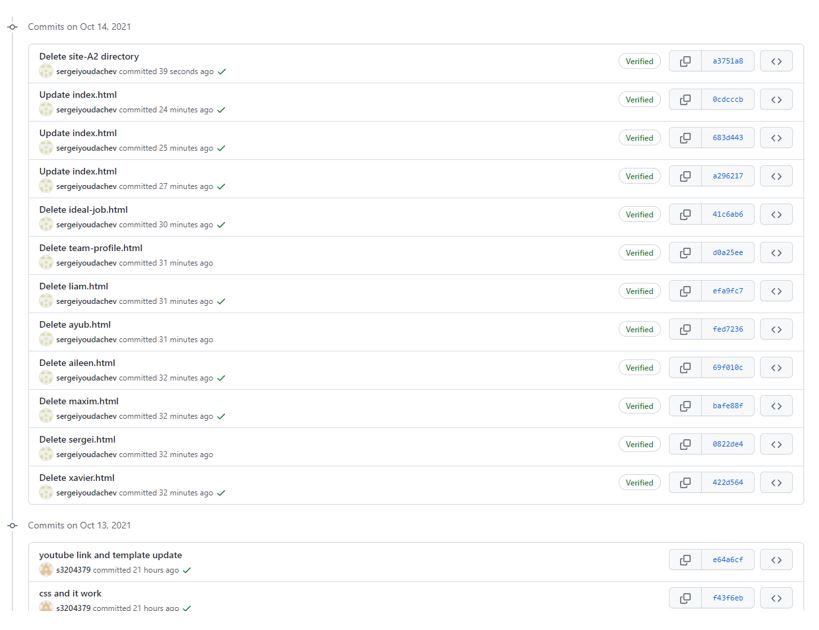 Commits on Oct 14, 2021
Delete site-A2 directory
sergeiyoudachev committed 39 seconds ago
Verified
a3751a8
Update index.html
sergeiyoudachev committed 24 minutes ago
Verified
0cdcccb
Update index.html
sergeiyoudachev committed 25 minutes ago
Verified
683d443
Update index.html
sergeiyoudachev committed 27 minutes ago
Verified
a296217
Delete ideal-job.html
sergeiyoudachev committed 30 minutes ago
Verified
41c6ab6
Delete team-profile.html
sergeiyoudachev committed 31 minutes ago
Verified
d0a25ee
Delete liam.html
sergeiyoudachev committed 31 minutes ago
Verified
efa9fc7
Delete ayub.html
sergeiyoudachev committed 31 minutes ago
Verified
fed7236
Delete aileen.html
sergeiyoudachev committed 32 minutes ago
Verified
69f010c
Delete maxim.html
sergeiyoudachev committed 32 minutes ago
Verified
bafe88f
Delete sergei.html
sergeiyoudachev committed 32 minutes ago
Verified
0822de4
Delete xavier.html
sergeiyoudachev committed 32 minutes ago
Verified
422d564
Commits on Oct 13, 2021
youtube link and template update
s3204379 committed 21 hours ago
e64a6cf
css and it work
s3204379 committed 21 hours ago
f43f6eb